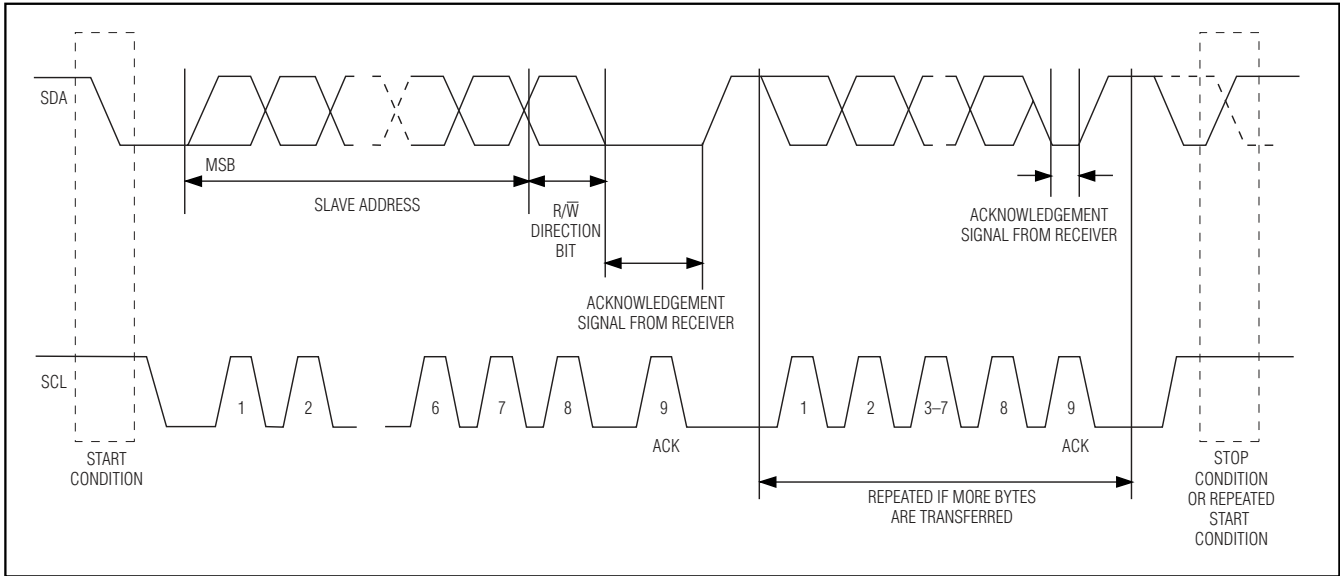 SDA
MSB
SLAVE ADDRESS
R/W̅
DIRECTION
BIT
ACKNOWLEDGEMENT
SIGNAL FROM RECEIVER
ACKNOWLEDGEMENT
SIGNAL FROM RECEIVER
SCL
1
2
6
7
8
9
1
2
3–7
8
9
ACK
ACK
START
CONDITION
REPEATED IF MORE BYTES
ARE TRANSFERRED
STOP
CONDITION
OR REPEATED
START
CONDITION